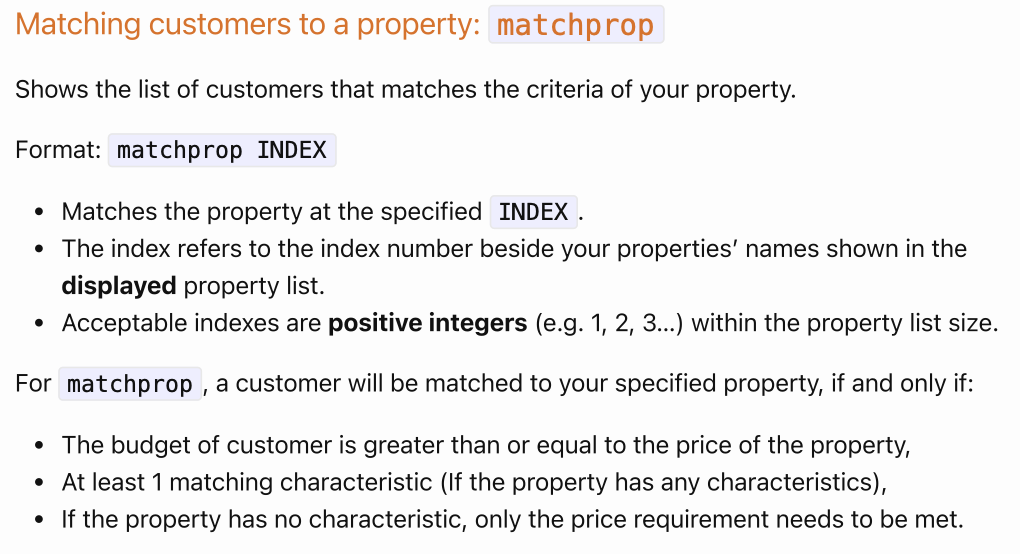 Matching customers to a property: matchprop
Shows the list of customers that matches the criteria of your property.
Format: matchprop INDEX
• Matches the property at the specified INDEX.
• The index refers to the index number beside your properties’ names shown in the
displayed property list.
• Acceptable indexes are positive integers (e.g. 1, 2, 3…) within the property list size.
For matchprop, a customer will be matched to your specified property, if and only if:
• The budget of customer is greater than or equal to the price of the property,
• At least 1 matching characteristic (If the property has any characteristics),
• If the property has no characteristic, only the price requirement needs to be met.